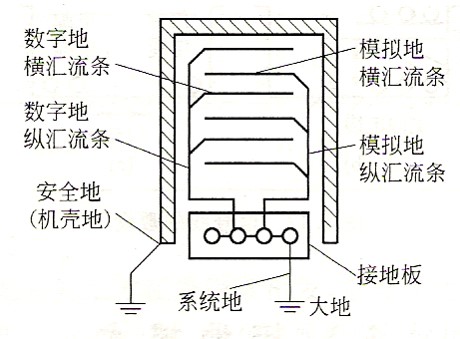 数字地
横汇流条
模拟地
横汇流条
数字地
纵汇流条
模拟地
纵汇流条
安全地
(机壳地)
接地板
系统地
大地